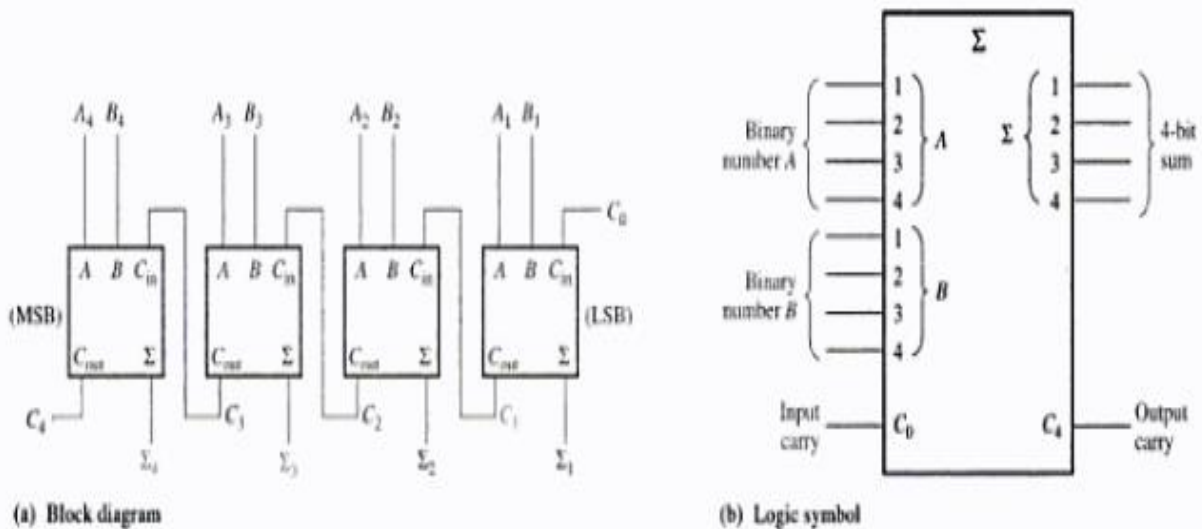 A₄ B₄ A₃ B₃ A₂ B₂ A₁ B₁
C₀
A B Cᵢₙ A B Cᵢₙ A B Cᵢₙ A B Cᵢₙ
(MSB) (LSB)
Cₒᵤₜ Σ Cₒᵤₜ Σ Cₒᵤₜ Σ Cₒᵤₜ Σ
C₄ C₃ C₂ C₁
Σ₄ Σ₃ Σ₂ Σ₁
(a) Block diagram
Σ
Binary
number A
1
2
3
4
A
Binary
number B
1
2
3
4
B
Σ
1
2
3
4
4-bit
sum
Input
carry
C₀
C₄
Output
carry
(b) Logic symbol